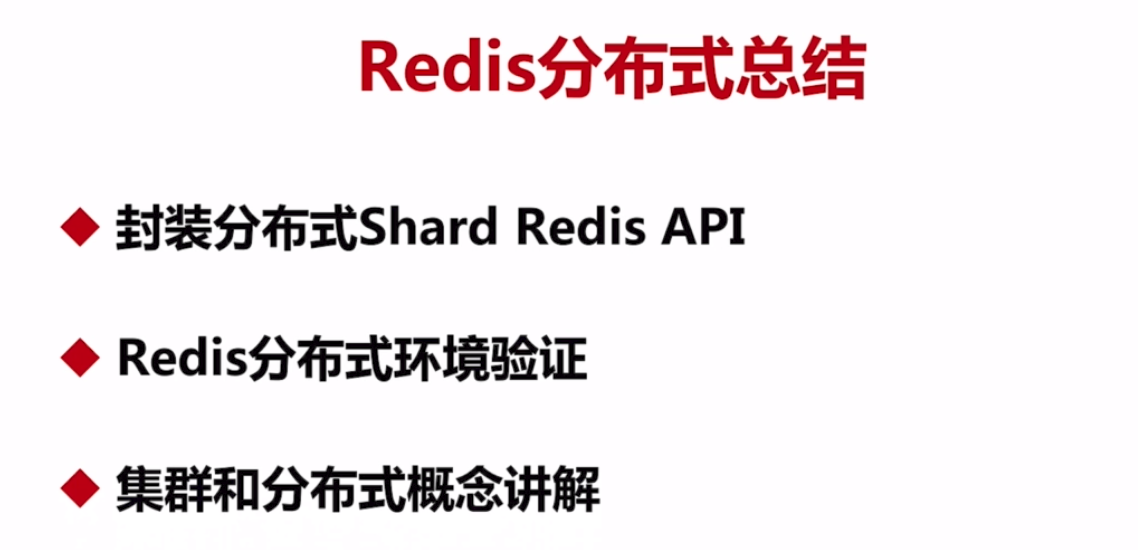 Redis分布式总结
封装分布式Shard Redis API
Redis分布式环境验证
集群和分布式概念讲解